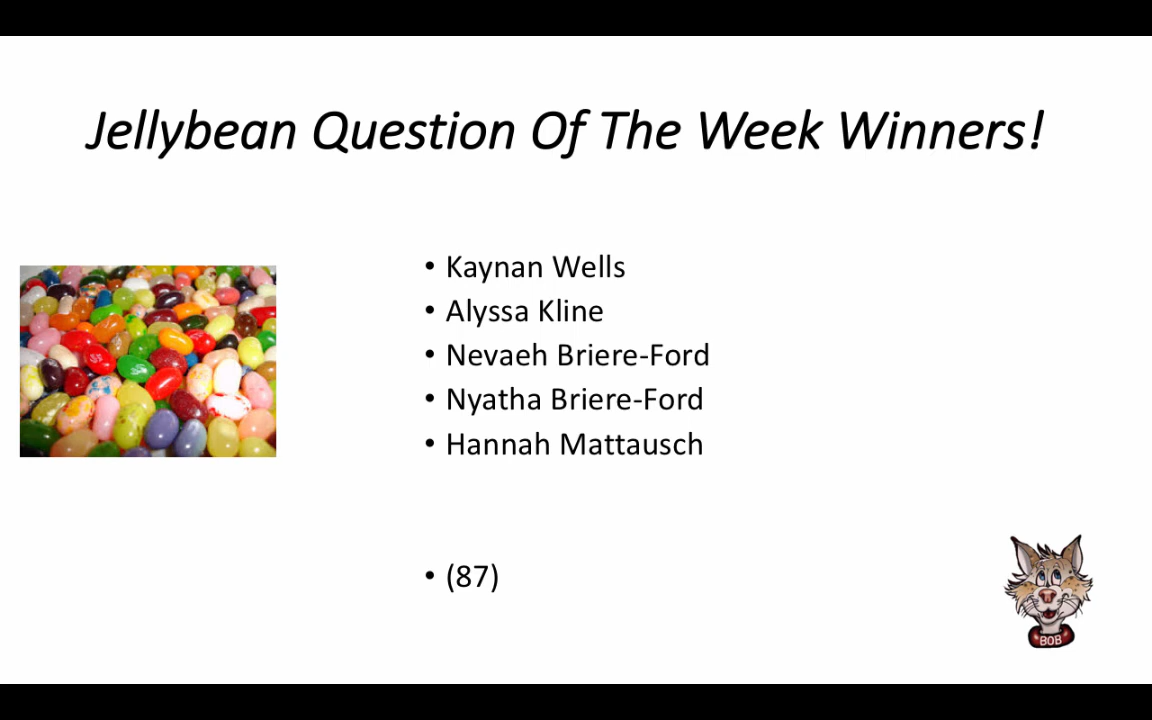 Jellybean Question Of The Week Winners!
• Kaynan Wells
• Alyssa Kline
• Nevaeh Briere-Ford
• Nyatha Briere-Ford
• Hannah Mattausch
• (87)
BOB